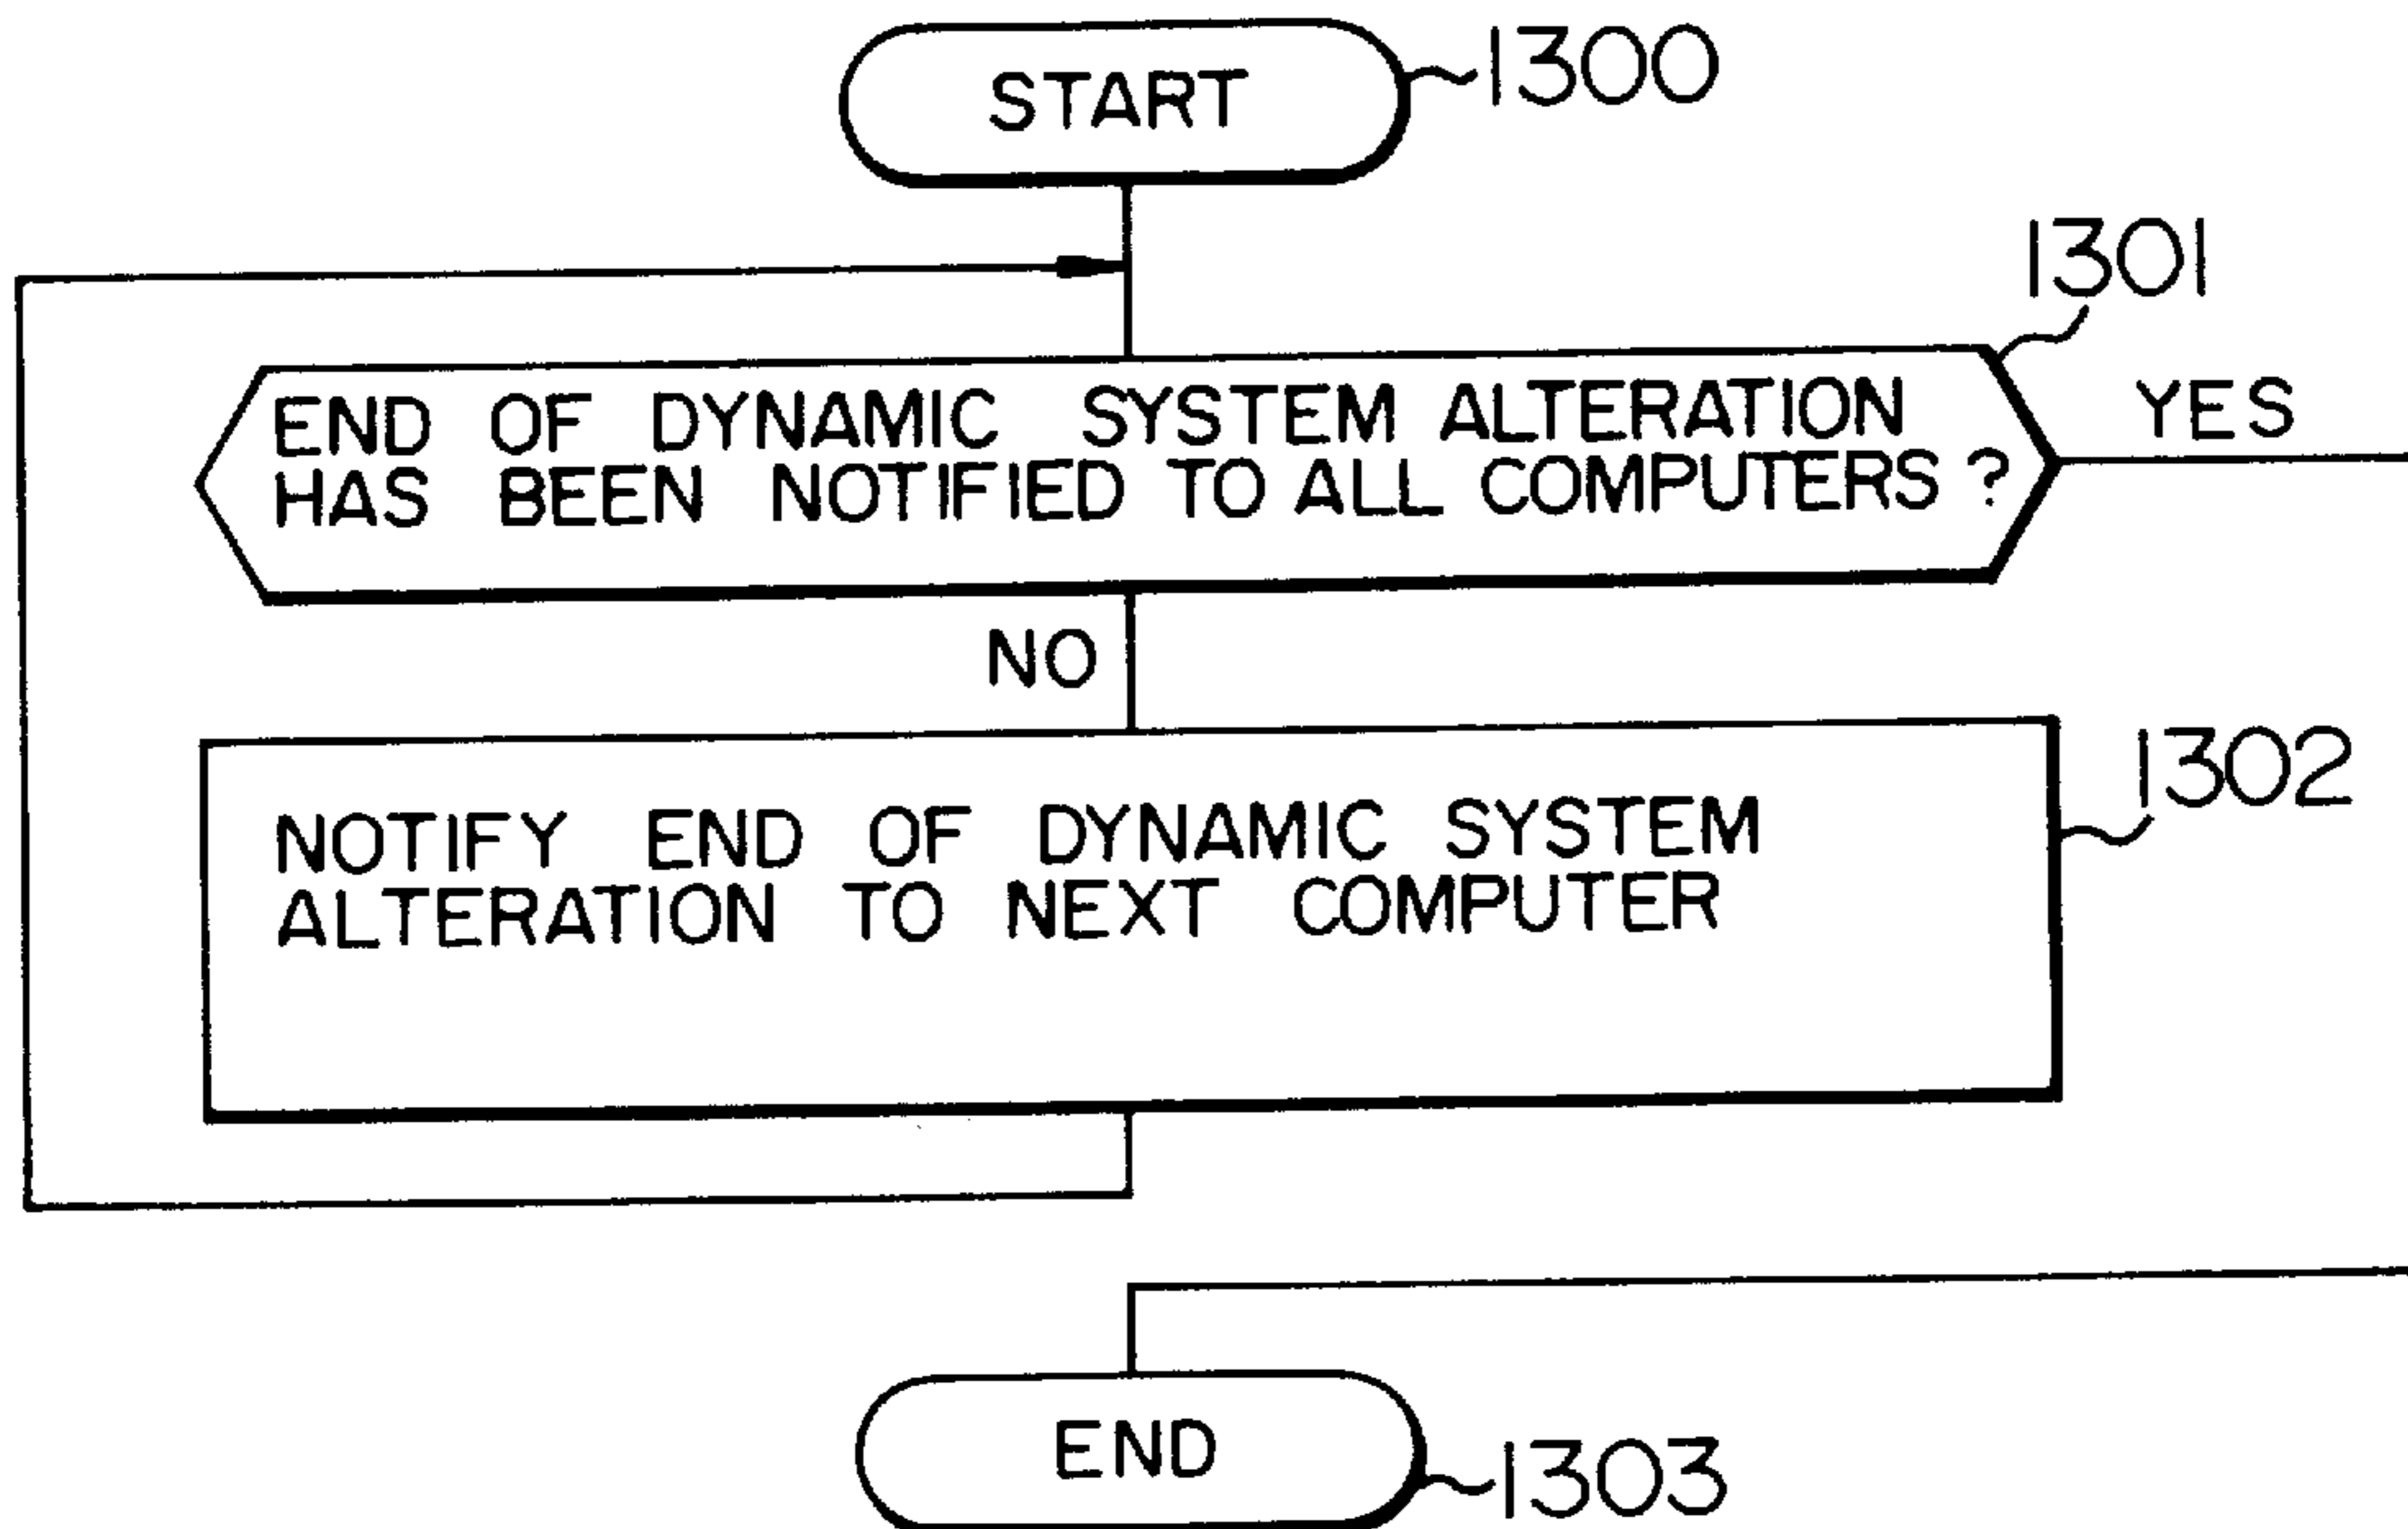 START
1300
1301
END OF DYNAMIC SYSTEM ALTERATION
HAS BEEN NOTIFIED TO ALL COMPUTERS ?
YES
NO
1302
NOTIFY END OF DYNAMIC SYSTEM
ALTERATION TO NEXT COMPUTER
END
1303